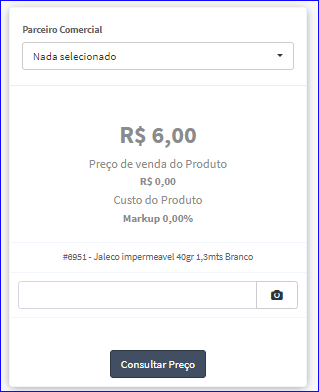 Parceiro Comercial
Nada selecionado
R$ 6,00
Preço de venda do Produto
R$ 0,00
Custo do Produto
Markup 0,00%
#6951 - Jaleco impermeavel 40gr 1,3mts Branco
Consultar Preço